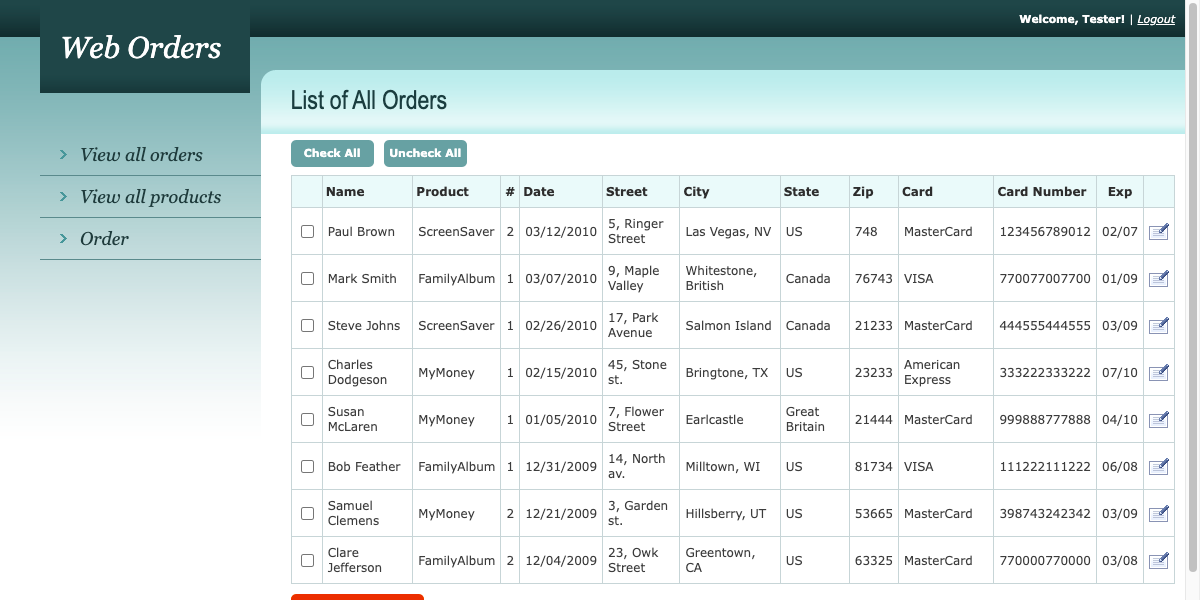 Welcome, Tester! | Logout
Web Orders
View all orders
View all products
Order
List of All Orders
Check All Uncheck All
Name Product # Date Street City State Zip Card Card Number Exp
Paul Brown ScreenSaver 2 03/12/2010 5, Ringer Street Las Vegas, NV US 748 MasterCard 123456789012 02/07
Mark Smith FamilyAlbum 1 03/07/2010 9, Maple Valley Whitestone, British Canada 76743 VISA 770077007700 01/09
Steve Johns ScreenSaver 1 02/26/2010 17, Park Avenue Salmon Island Canada 21233 MasterCard 444555444555 03/09
Charles Dodgeson MyMoney 1 02/15/2010 45, Stone st. Bringtone, TX US 23233 American Express 333222333222 07/10
Susan McLaren MyMoney 1 01/05/2010 7, Flower Street Earlcastle Great Britain 21444 MasterCard 999888777888 04/10
Bob Feather FamilyAlbum 1 12/31/2009 14, North av. Milltown, WI US 81734 VISA 111222111222 06/08
Samuel Clemens MyMoney 2 12/21/2009 3, Garden st. Hillsberry, UT US 53665 MasterCard 398743242342 03/09
Clare Jefferson FamilyAlbum 2 12/04/2009 23, Owk Street Greentown, CA US 63325 MasterCard 770000770000 03/08